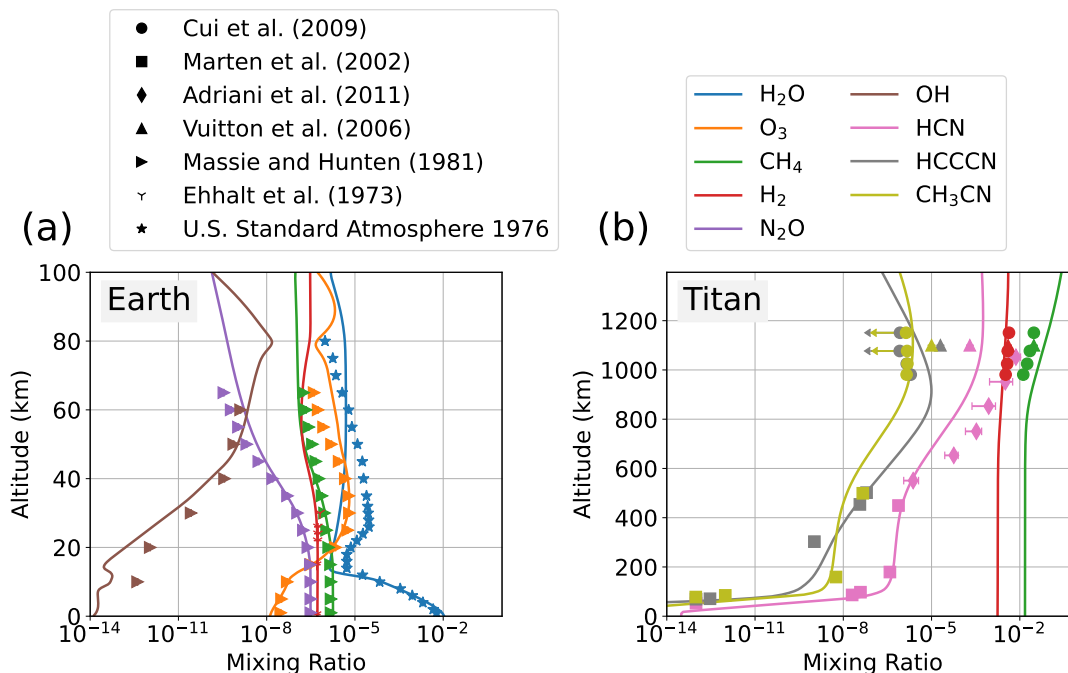 Cui et al. (2009)
Marten et al. (2002)
Adriani et al. (2011)
Vuitton et al. (2006)
Massie and Hunten (1981)
Ehhalt et al. (1973)
U.S. Standard Atmosphere 1976
H₂O
O₃
CH₄
H₂
N₂O
OH
HCN
HCCCN
CH₃CN
(a)
Earth
100
80
60
40
20
0
Altitude (km)
10⁻¹⁴
10⁻¹¹
10⁻⁸
10⁻⁵
10⁻²
Mixing Ratio
(b)
Titan
1200
1000
800
600
400
200
0
Altitude (km)
10⁻¹⁴
10⁻¹¹
10⁻⁸
10⁻⁵
10⁻²
Mixing Ratio